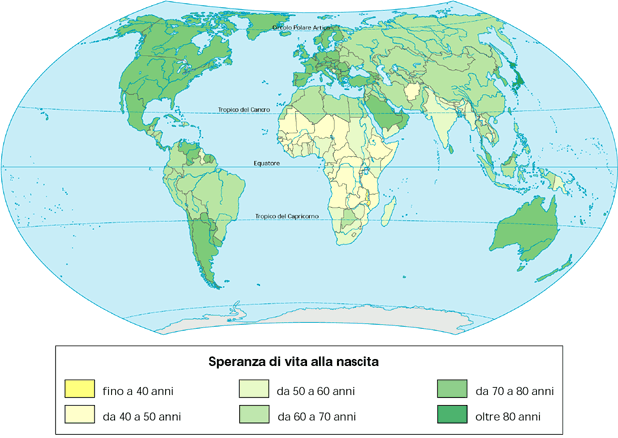 Circolo Polare Artico
Tropico del Cancro
Equatore
Tropico del Capricorno
Speranza di vita alla nascita
fino a 40 anni
da 50 a 60 anni
da 70 a 80 anni
da 40 a 50 anni
da 60 a 70 anni
oltre 80 anni